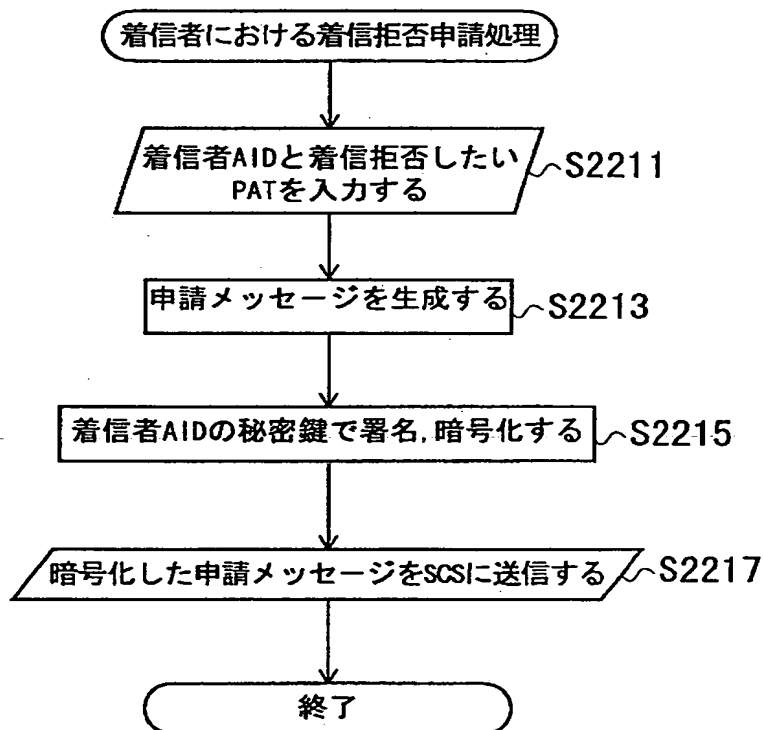 着信者における着信拒否申請処理
着信者AIDと着信拒否したい
PATを入力する
S2211
申請メッセージを生成する
S2213
着信者AIDの秘密鍵で署名,暗号化する
S2215
暗号化した申請メッセージをSCSに送信する
S2217
終了